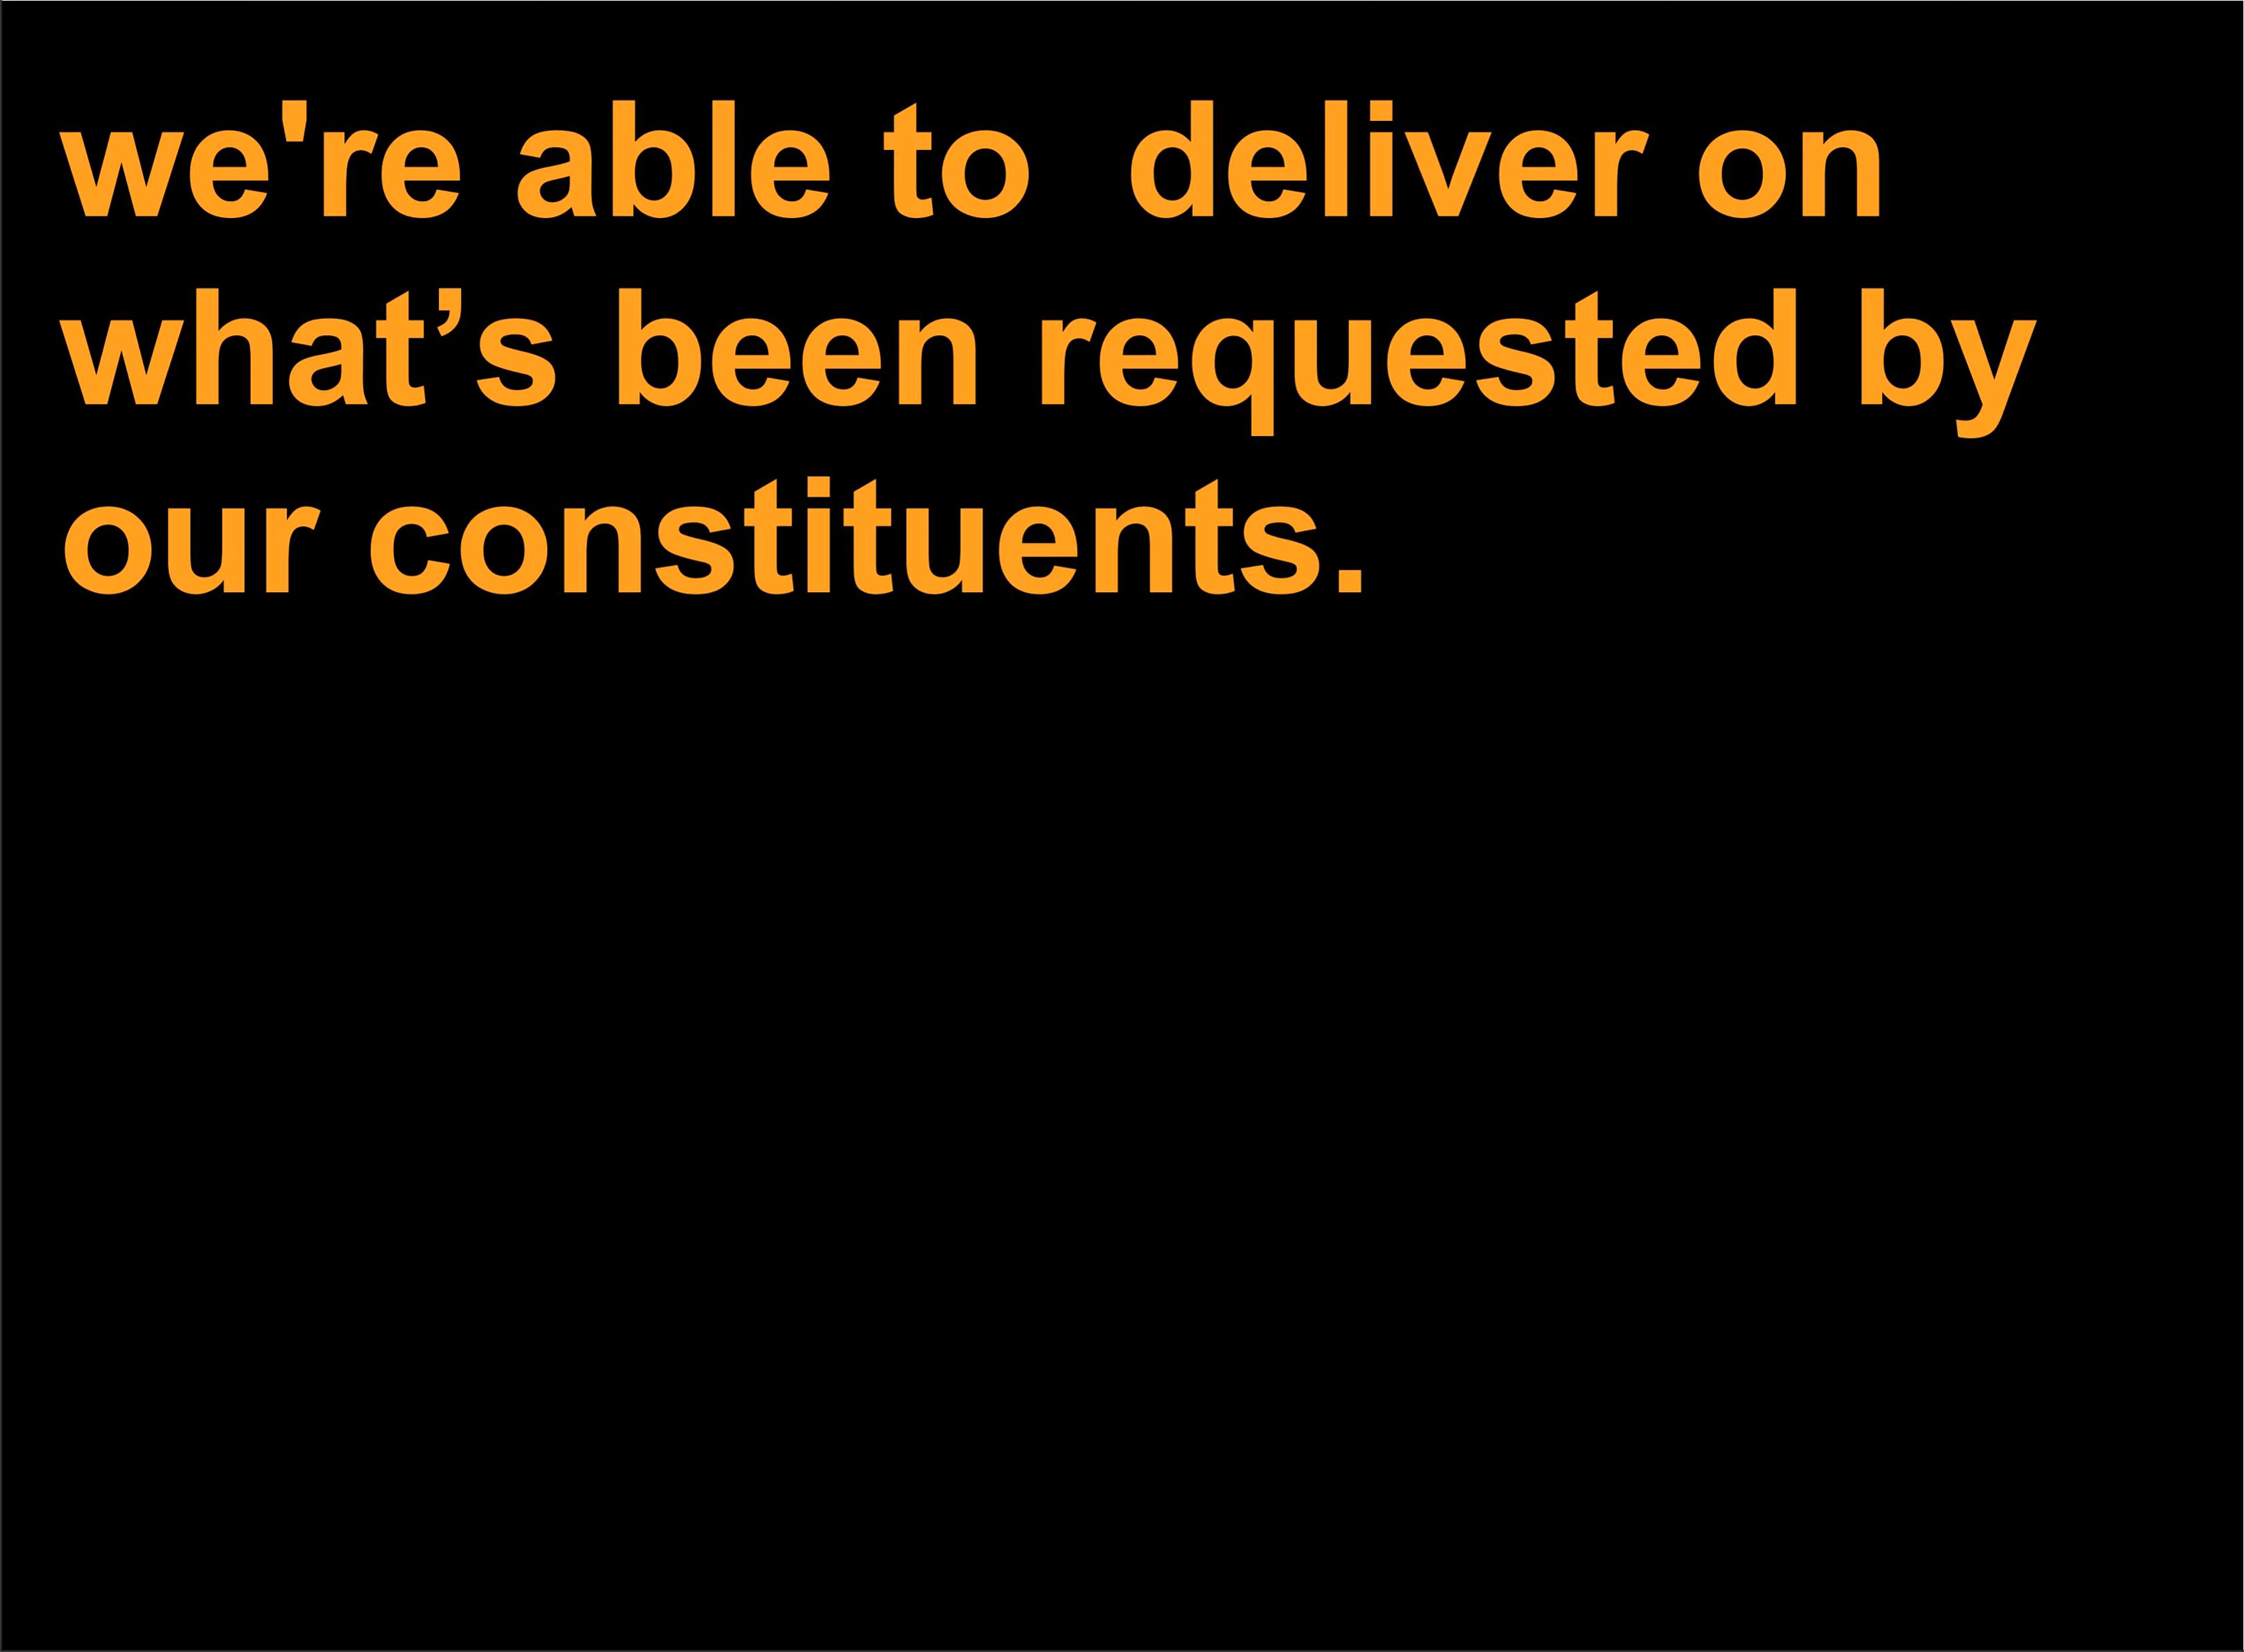 we're able to  deliver on
what’s been requested by
our constituents.